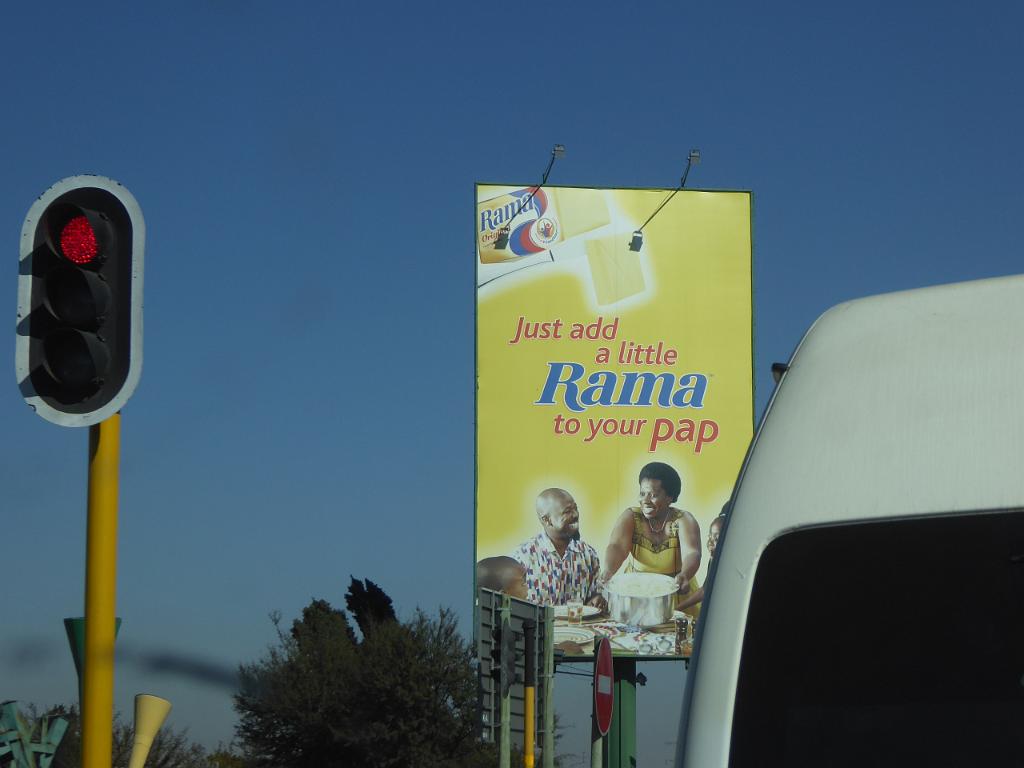 Rama
Original
Just add
a little
Rama
to your pap